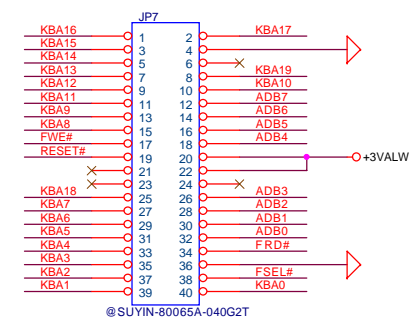 JP7
KBA16 1 2 KBA17
KBA15 3 4
KBA14 5 6
KBA13 7 8 KBA19
KBA12 9 10 KBA10
KBA11 11 12 ADB7
KBA9 13 14 ADB6
KBA8 15 16 ADB5
FWE# 17 18 ADB4
RESET# 19 20 +3VALW
21 22
23 24
KBA18 25 26 ADB3
KBA7 27 28 ADB2
KBA6 29 30 ADB1
KBA5 31 32 ADB0
KBA4 33 34 FRD#
KBA3 35 36
KBA2 37 38 FSEL#
KBA1 39 40 KBA0
@SUYIN-80065A-040G2T